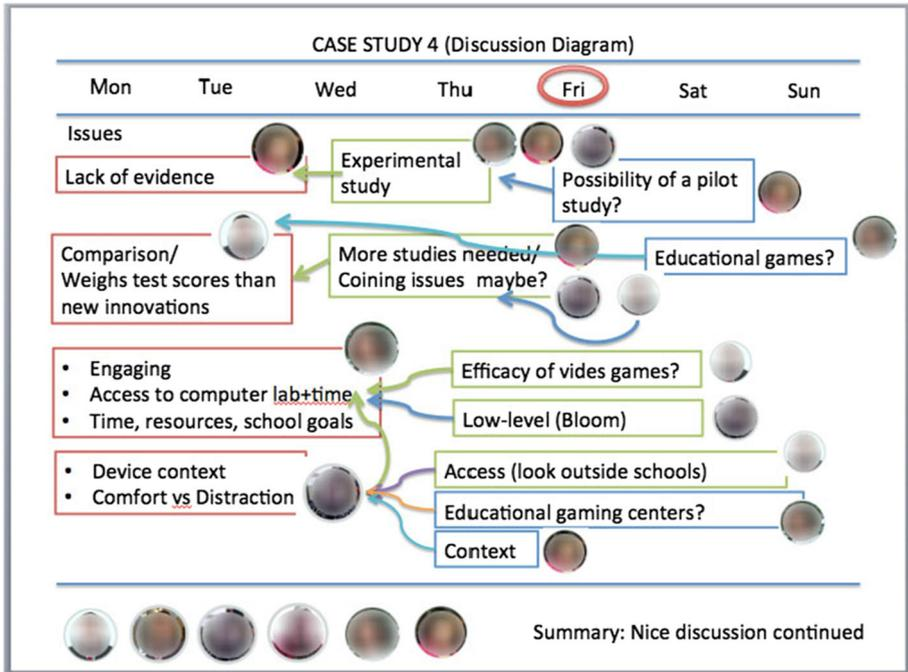 CASE STUDY 4 (Discussion Diagram)
Mon Tue Wed Thu Fri Sat Sun
Issues
Lack of evidence
Experimental
study
Possibility of a pilot
study?
Comparison/
Weighs test scores than
new innovations
More studies needed/
Coining issues maybe?
Educational games?
• Engaging
• Access to computer lab+time
• Time, resources, school goals
Efficacy of vides games?
Low-level (Bloom)
• Device context
• Comfort vs Distraction
Access (look outside schools)
Educational gaming centers?
Context
Summary: Nice discussion continued